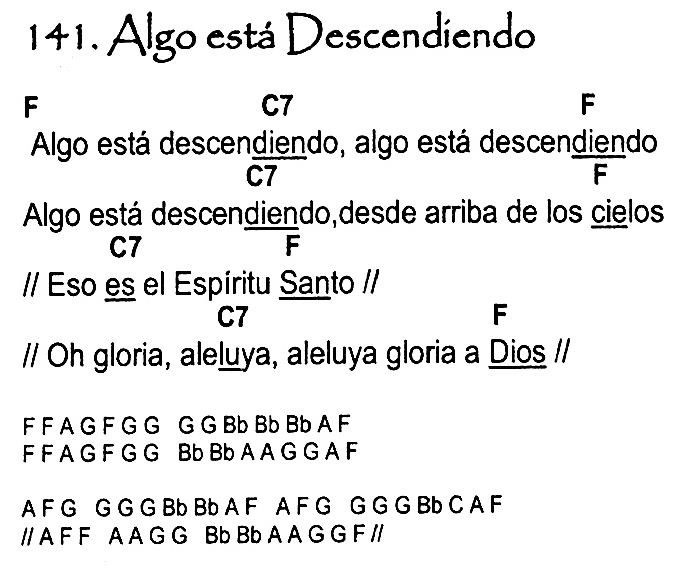 141. Algo está Descendiendo
F C7 F
Algo está descendiendo, algo está descendiendo
C7 F
Algo está descendiendo,desde arriba de los cielos
C7 F
// Eso es el Espíritu Santo //
C7 F
// Oh gloria, aleluya, aleluya gloria a Dios //
F F A G F G G G G Bb Bb Bb A F
F F A G F G G Bb Bb A A G G A F
A F G G G G Bb Bb A F A F G G G G Bb C A F
// A F F A A G G Bb Bb A A G G F //